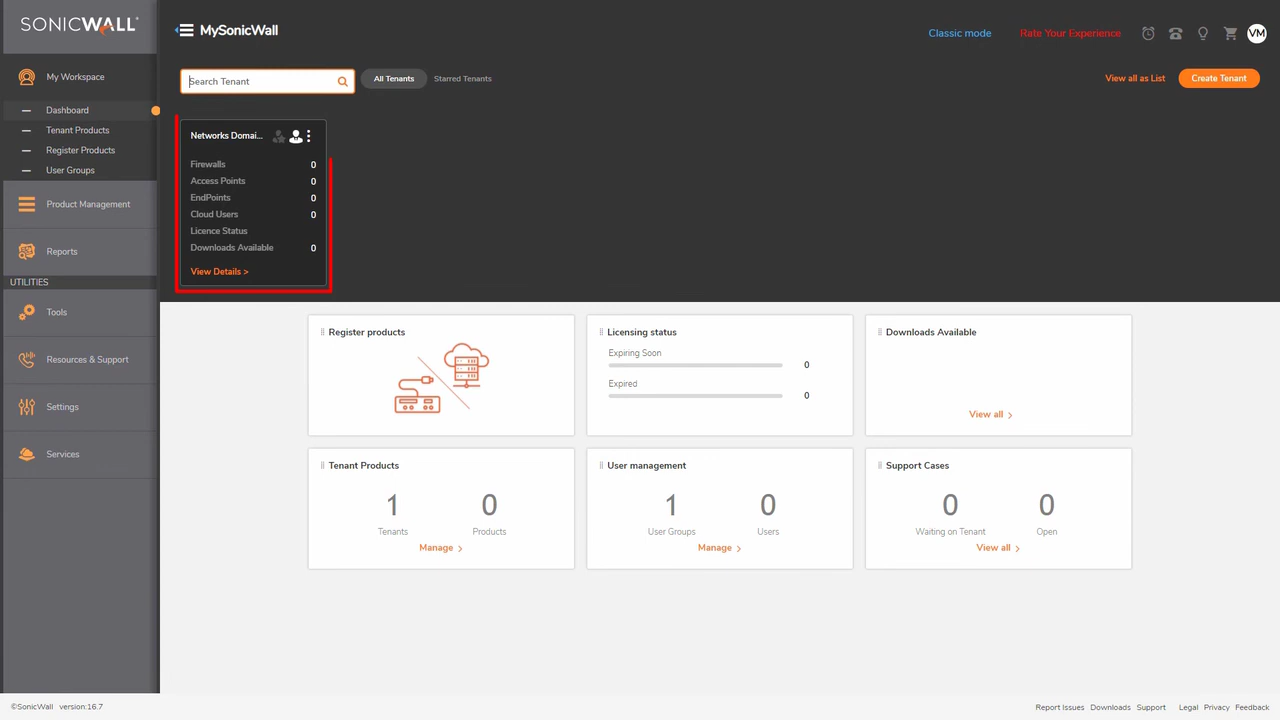 SONICWALL
MySonicWall
Classic mode
Rate Your Experience
VM
My Workspace
Dashboard
Tenant Products
Register Products
User Groups
Product Management
Reports
UTILITIES
Tools
Resources & Support
Settings
Services
Search Tenant
All Tenants
Starred Tenants
View all as List
Create Tenant
Networks Domai...
Firewalls 0
Access Points 0
EndPoints 0
Cloud Users 0
Licence Status
Downloads Available 0
View Details >
Register products
Licensing status
Expiring Soon 0
Expired 0
Downloads Available
View all >
Tenant Products
1 0
Tenants Products
Manage >
User management
1 0
User Groups Users
Manage >
Support Cases
0 0
Waiting on Tenant Open
View all >
©SonicWall version:16.7
Report Issues Downloads Support Legal Privacy Feedback